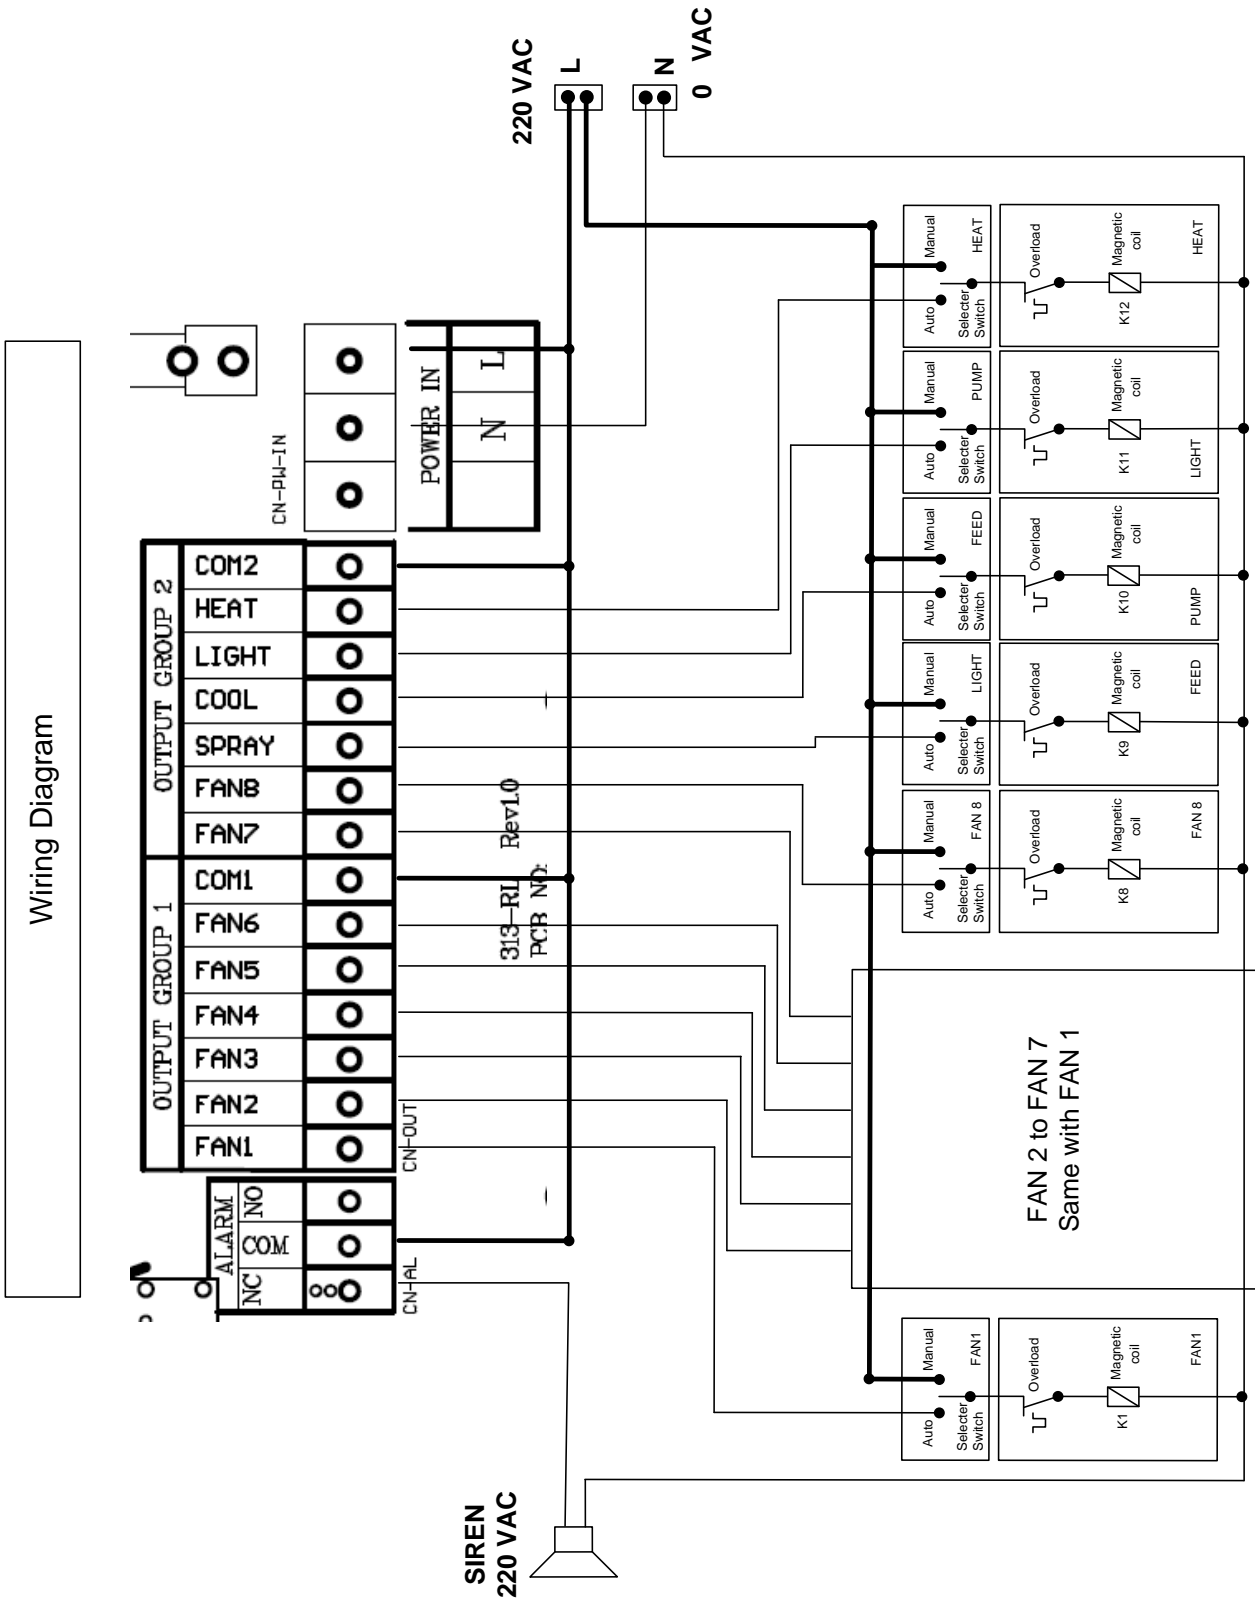 Wiring Diagram
SIREN
220 VAC
220 VAC
L
N
0 VAC
ALARM
NC
COM
NO
CN-AL
OUTPUT GROUP 1
FAN1
FAN2
FAN3
FAN4
FAN5
FAN6
COM1
CN-OUT
OUTPUT GROUP 2
FAN7
FAN8
SPRAY
COOL
LIGHT
HEAT
COM2
CN-PW-IN
POWER IN
N
L
313-RL Rev1.0
PCB NO:
Auto
Manual
Selecter
Switch
FAN1
Overload
K1
Magnetic
coil
FAN1
FAN 2 to FAN 7
Same with FAN 1
Auto
Manual
Selecter
Switch
FAN 8
Overload
K8
Magnetic
coil
FAN 8
Auto
Manual
Selecter
Switch
LIGHT
Overload
K9
Magnetic
coil
FEED
Auto
Manual
Selecter
Switch
FEED
Overload
K10
Magnetic
coil
PUMP
Auto
Manual
Selecter
Switch
PUMP
Overload
K11
Magnetic
coil
LIGHT
Auto
Manual
Selecter
Switch
HEAT
Overload
K12
Magnetic
coil
HEAT